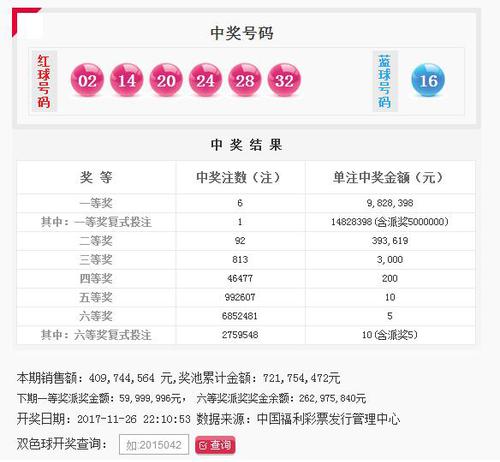 中奖号码
红球号码 02 14 20 24 28 32 蓝球号码 16
中 奖 结 果
奖 等 中奖注数（注） 单注中奖金额（元）
一等奖 6 9,828,398
其中：一等奖复式投注 1 14828398(含派奖5000000)
二等奖 92 393,619
三等奖 813 3,000
四等奖 46477 200
五等奖 992607 10
六等奖 6852481 5
其中：六等奖复式投注 2759548 10(含派奖5)
本期销售额：409,744,564 元,奖池累计金额：721,754,472元
下期一等奖派奖金额：59,999,996元， 六等奖派奖奖金余额：262,975,840元
开奖日期：2017-11-26 22:10:53 数据来源：中国福利彩票发行管理中心
双色球开奖查询： 如:2015042 查询